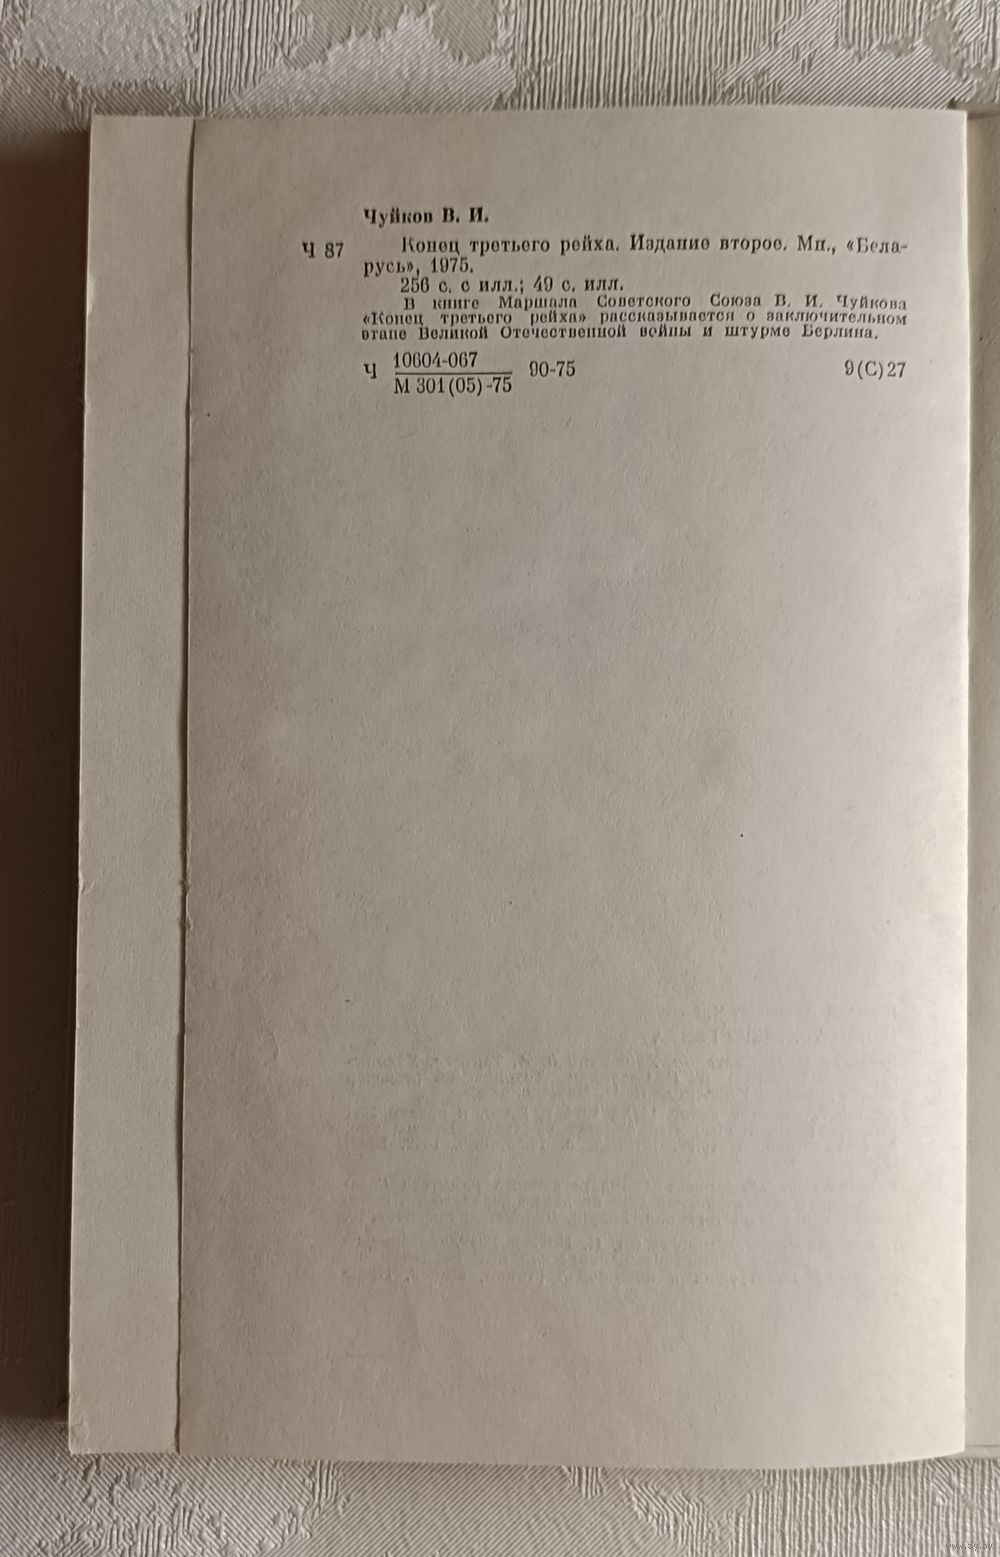 Чуйков В. И.
Ч 87 Конец третьего рейха. Издание второе. Мн., «Бела-
русь», 1975.
256 с. с илл.; 49 с. илл.
В книге Маршала Советского Союза В. И. Чуйкова
«Конец третьего рейха» рассказывается о заключительном
этапе Великой Отечественной войны и штурме Берлина.
Ч 10604-067 90-75 9(С)27
М 301(05)-75